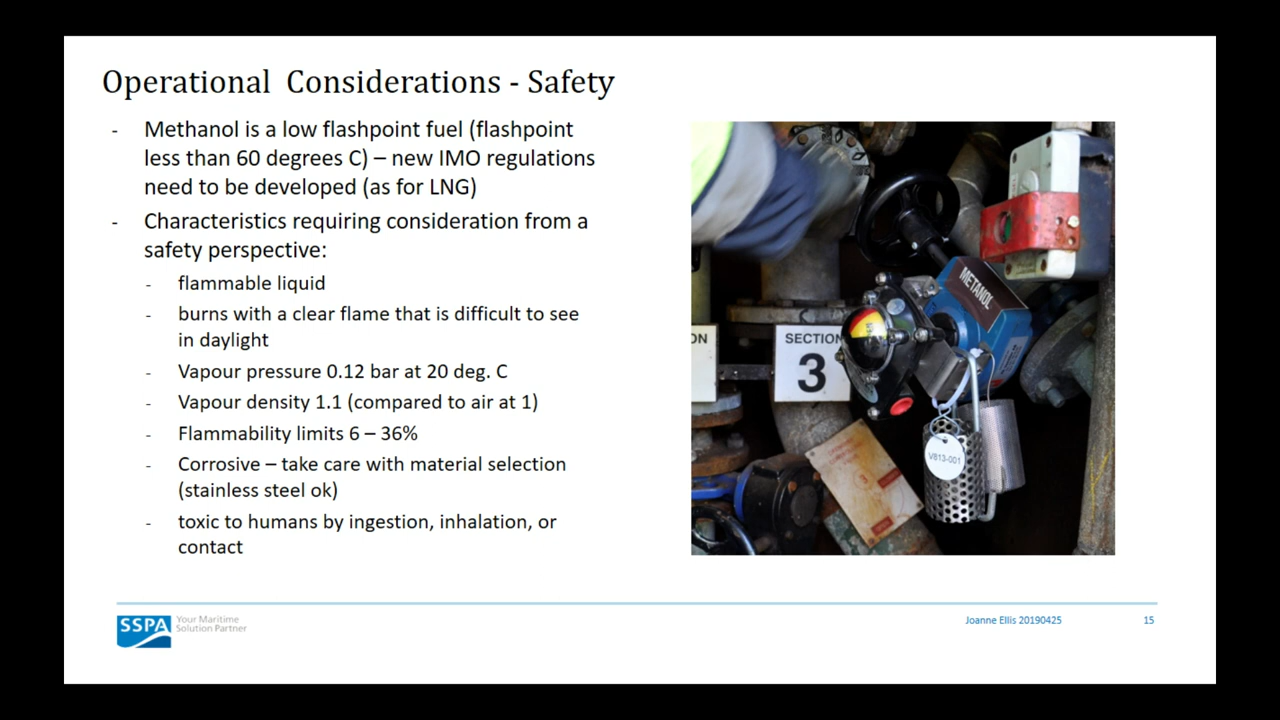 Operational  Considerations - Safety
- Methanol is a low flashpoint fuel (flashpoint
less than 60 degrees C) – new IMO regulations
need to be developed (as for LNG)
- Characteristics requiring consideration from a
safety perspective:
- flammable liquid
- burns with a clear flame that is difficult to see
in daylight
- Vapour pressure 0.12 bar at 20 deg. C
- Vapour density 1.1 (compared to air at 1)
- Flammability limits 6 – 36%
- Corrosive – take care with material selection
(stainless steel ok)
- toxic to humans by ingestion, inhalation, or
contact
METANOL
ON
SECTION
3
V813-001
SSPA
Your Maritime
Solution Partner
Joanne Ellis 20190425
15